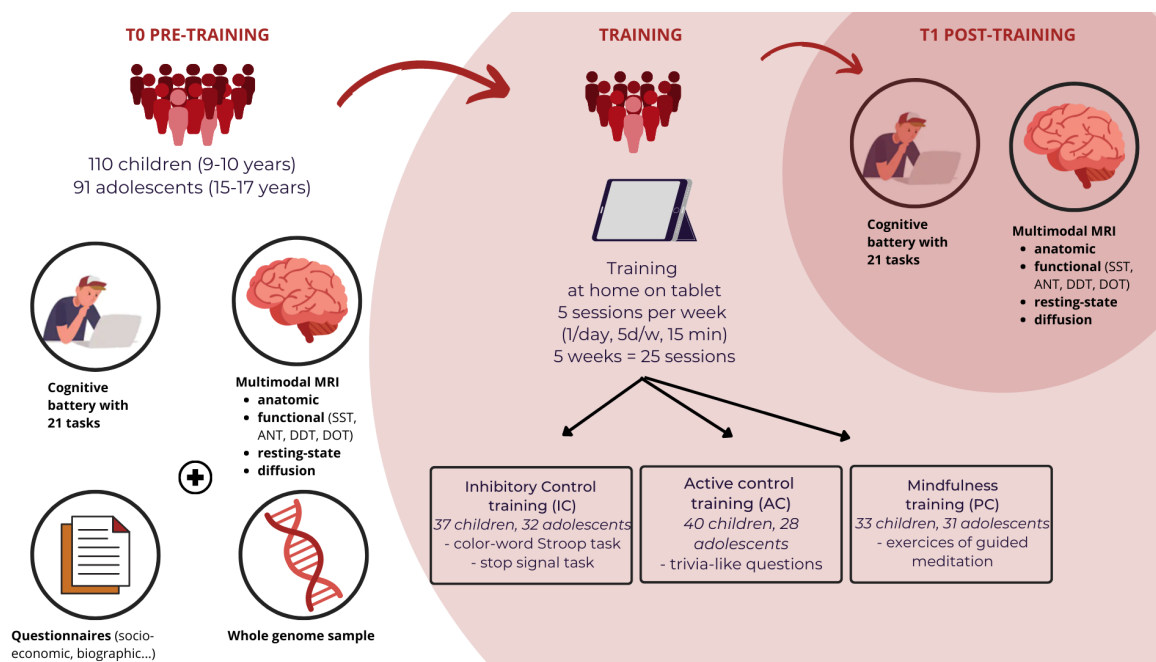 T0 PRE-TRAINING
110 children (9-10 years)
91 adolescents (15-17 years)
Cognitive
battery with
21 tasks
Multimodal MRI
• anatomic
• functional (SST,
ANT, DDT, DOT)
• resting-state
• diffusion
Questionnaires (socio-
economic, biographic...)
Whole genome sample
TRAINING
Training
at home on tablet
5 sessions per week
(1/day, 5d/w, 15 min)
5 weeks = 25 sessions
Inhibitory Control
training (IC)
37 children, 32 adolescents
- color-word Stroop task
- stop signal task
Active control
training (AC)
40 children, 28
adolescents
- trivia-like questions
Mindfulness
training (PC)
33 children, 31 adolescents
- exercices of guided
meditation
T1 POST-TRAINING
Cognitive
battery with
21 tasks
Multimodal MRI
• anatomic
• functional (SST,
ANT, DDT, DOT)
• resting-state
• diffusion